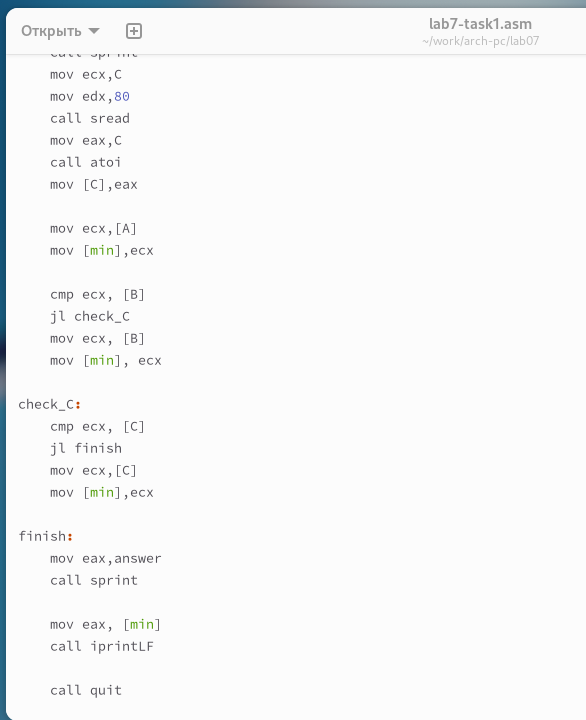 Открыть
lab7-task1.asm
~/work/arch-pc/lab07
call sprint
mov ecx,C
mov edx,80
call sread
mov eax,C
call atoi
mov [C],eax
mov ecx,[A]
mov [min],ecx
cmp ecx, [B]
jl check_C
mov ecx, [B]
mov [min], ecx
check_C:
cmp ecx, [C]
jl finish
mov ecx,[C]
mov [min],ecx
finish:
mov eax,answer
call sprint
mov eax, [min]
call iprintLF
call quit